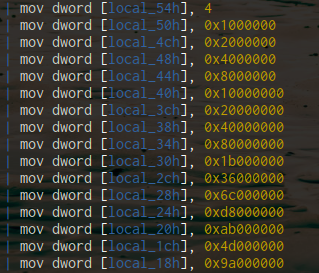 mov dword [local_54h], 4
mov dword [local_50h], 0x1000000
mov dword [local_4ch], 0x2000000
mov dword [local_48h], 0x4000000
mov dword [local_44h], 0x8000000
mov dword [local_40h], 0x10000000
mov dword [local_3ch], 0x20000000
mov dword [local_38h], 0x40000000
mov dword [local_34h], 0x80000000
mov dword [local_30h], 0x1b000000
mov dword [local_2ch], 0x36000000
mov dword [local_28h], 0x6c000000
mov dword [local_24h], 0xd8000000
mov dword [local_20h], 0xab000000
mov dword [local_1ch], 0x4d000000
mov dword [local_18h], 0x9a000000